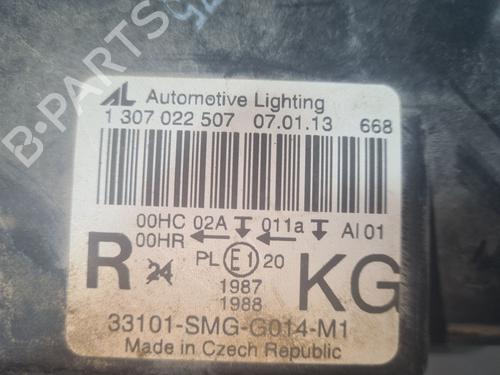 B-PARTS
AL Automotive Lighting
1 307 022 507 07.01.13 668
00HC 02A 011a AI 01
00HR
R 24 PL E1 20 KG
1987
1988
33101-SMG-G014-M1
Made in Czech Republic